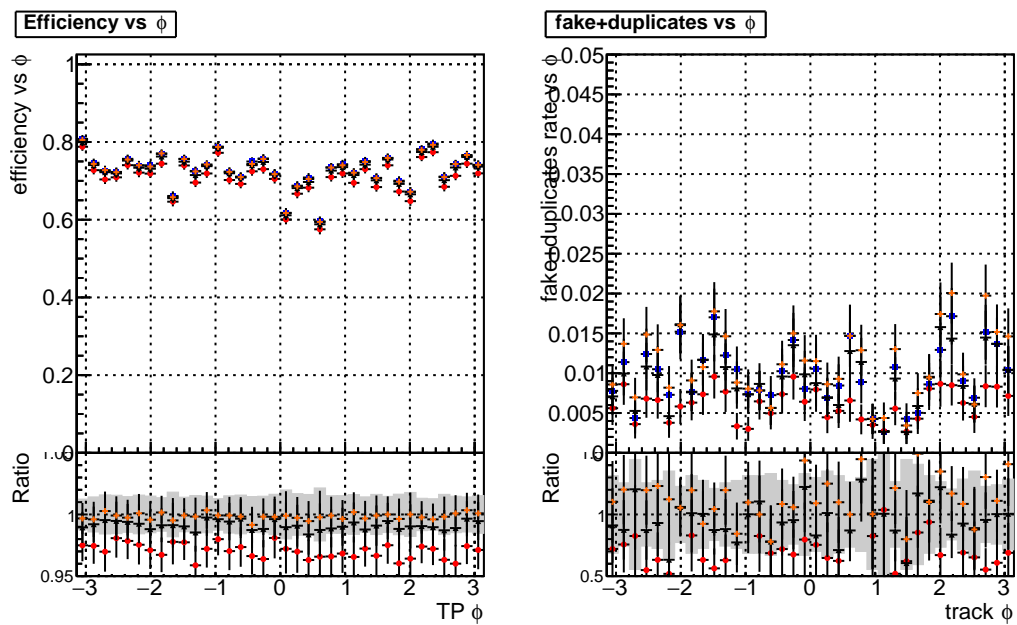 Efficiency vs ϕ
efficiency vs ϕ
1
0.8
0.6
0.4
0.2
0
Ratio
1
0.95
−3 −2 −1 0 1 2 3
TP ϕ
fake+duplicates vs ϕ
fake+duplicates rate vs ϕ
0.05
0.045
0.04
0.035
0.03
0.025
0.02
0.015
0.01
0.005
Ratio
1
0.5
−3 −2 −1 0 1 2 3
track ϕ